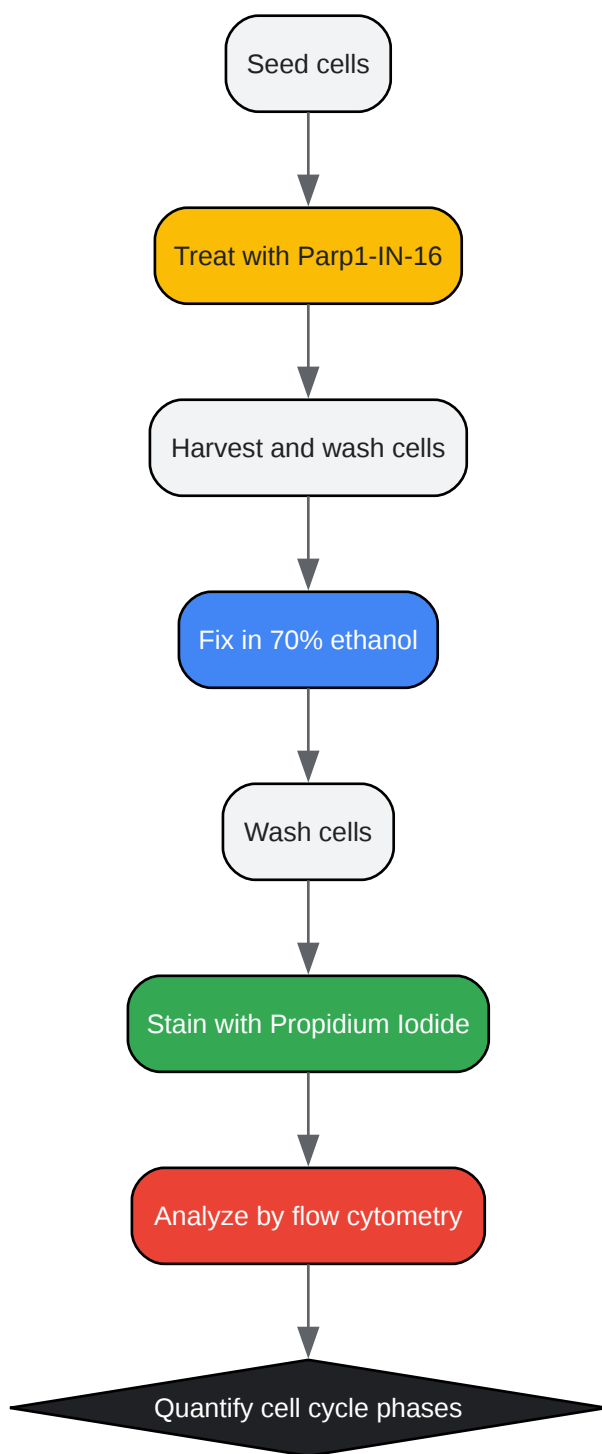 Seed cells
Treat with Parp1-IN-16
Harvest and wash cells
Fix in 70% ethanol
Wash cells
Stain with Propidium Iodide
Analyze by flow cytometry
Quantify cell cycle phases